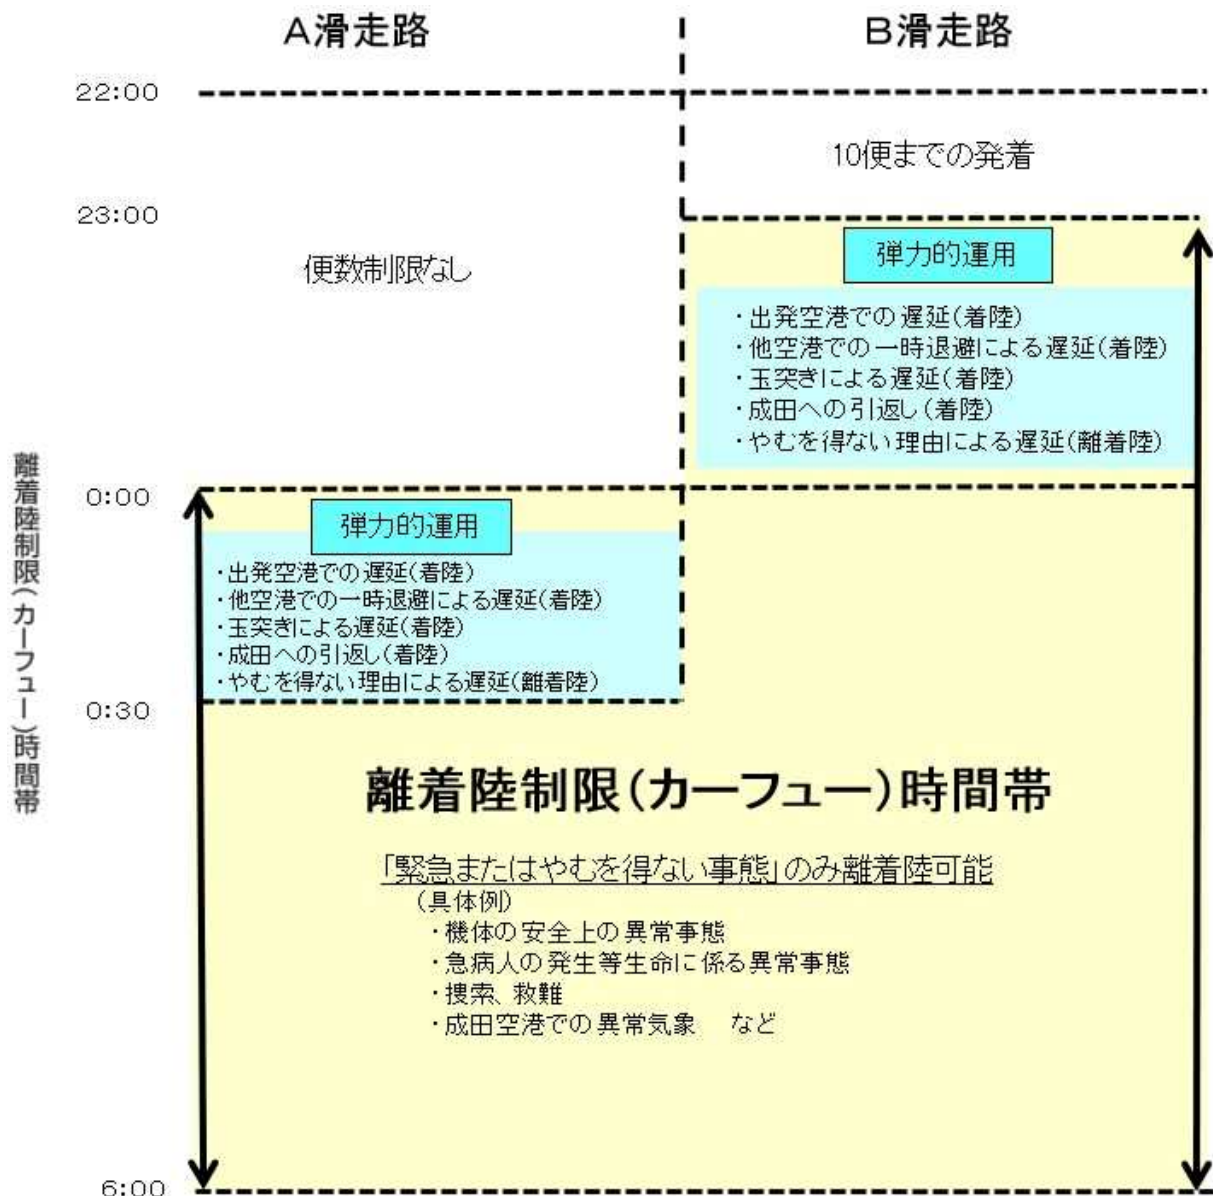 A滑走路
B滑走路
22:00
10便までの発着
23:00
弾力的運用
便数制限なし
・出発空港での遅延(着陸)
・他空港での一時退避による遅延(着陸)
・玉突きによる遅延(着陸)
・成田への引返し(着陸)
・やむを得ない理由による遅延(離着陸)
離着陸制限(カーフュー)時間帯
0:00
弾力的運用
・出発空港での遅延(着陸)
・他空港での一時退避による遅延(着陸)
・玉突きによる遅延(着陸)
・成田への引返し(着陸)
・やむを得ない理由による遅延(離着陸)
0:30
離着陸制限(カーフュー)時間帯
「緊急またはやむを得ない事態」のみ離着陸可能
(具体例)
・機体の安全上の異常事態
・急病人の発生等生命に係る異常事態
・捜索、救難
・成田空港での異常気象 など
6:00